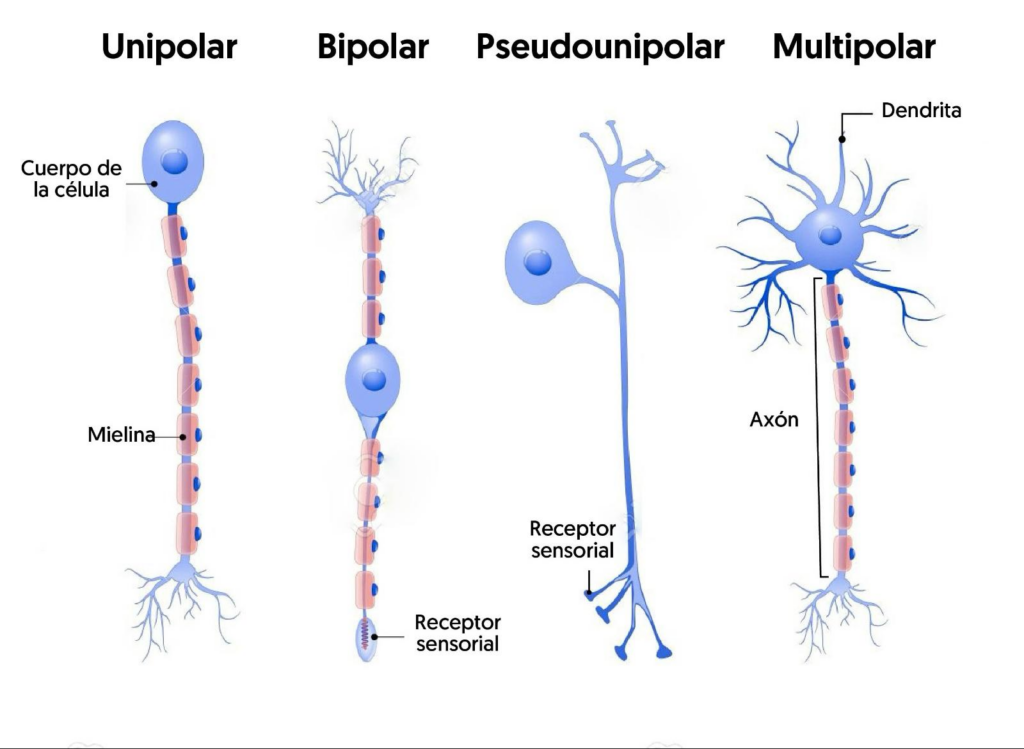 Unipolar
Bipolar
Pseudounipolar
Multipolar
Dendrita
Cuerpo de
la célula
Mielina
Receptor
sensorial
Receptor
sensorial
Axón